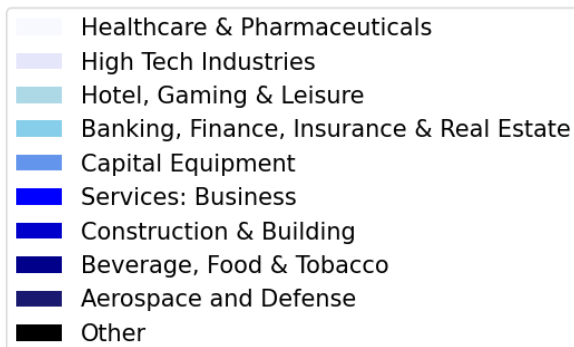 Healthcare & Pharmaceuticals
High Tech Industries
Hotel, Gaming & Leisure
Banking, Finance, Insurance & Real Estate
Capital Equipment
Services: Business
Construction & Building
Beverage, Food & Tobacco
Aerospace and Defense
Other